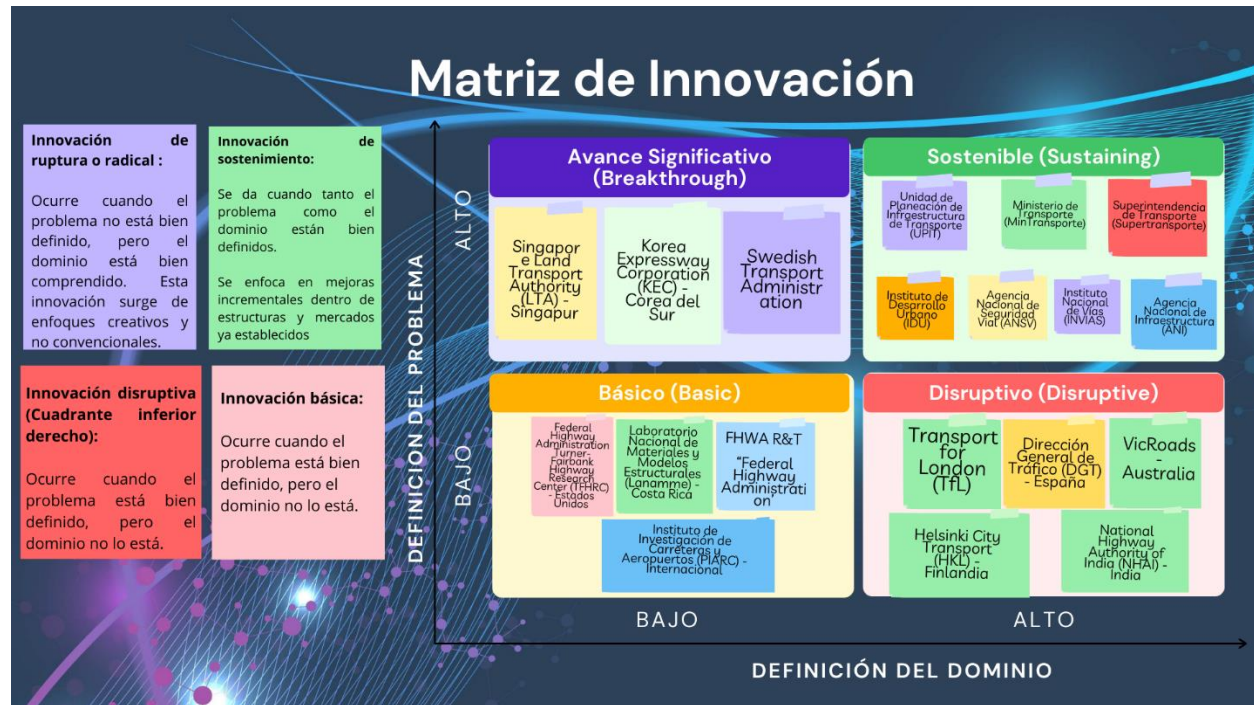 Matriz de Innovación
Innovación de
ruptura o radical :
Ocurre cuando el
problema no está bien
definido, pero el
dominio está bien
comprendido. Esta
innovación surge de
enfoques creativos y
no convencionales.
Innovación de
sostenimiento:
Se da cuando tanto el
problema como el
dominio están bien
definidos.
Se enfoca en mejoras
incrementales dentro de
estructuras y mercados
ya establecidos
Innovación disruptiva
(Cuadrante inferior
derecho):
Ocurre cuando el
problema está bien
definido, pero el
dominio no lo está.
Innovación básica:
Ocurre cuando el
problema está bien
definido, pero el
dominio no lo está.
DEFINICIÓN DEL PROBLEMA
ALTO
BAJO
Avance Significativo
(Breakthrough)
Singapor
e Land
Transport
Authority
(LTA) -
Singapur
Korea
Expressway
Corporation
(KEC) -
Corea del
Sur
Swedish
Transport
Administr
ation
Sostenible (Sustaining)
Unidad de
Planeación de
Infraestructura
de Transporte
(UPIT)
Ministerio de
Transporte
(MinTransporte)
Superintendencia
de Transporte
(Supertransporte)
Instituto de
Desarrollo
Urbano
(IDU)
Agencia
Nacional de
Seguridad
Vial (ANSV)
Instituto
Nacional
de Vías
(INVIAS)
Agencia
Nacional de
Infraestructura
(ANI)
Básico (Basic)
Federal
Highway
Administration
Turner-
Fairbank
Highway
Research
Center (TFHRC)
- Estados
Unidos
Laboratorio
Nacional de
Materiales y
Modelos
Estructurales
(Lanamme) -
Costa Rica
FHWA R&T
“Federal
Highway
Administrati
on’
Instituto de
Investigación de
Carreteras y
Aeropuertos (PIARC) -
Internacional
Disruptivo (Disruptive)
Transport
for
London
(TfL)
Dirección
General de
Tráfico (DGT)
- España
VicRoads
-
Australia
Helsinki City
Transport
(HKL) -
Finlandia
National
Highway
Authority of
India (NHAI) -
India
BAJO
ALTO
DEFINICIÓN DEL DOMINIO